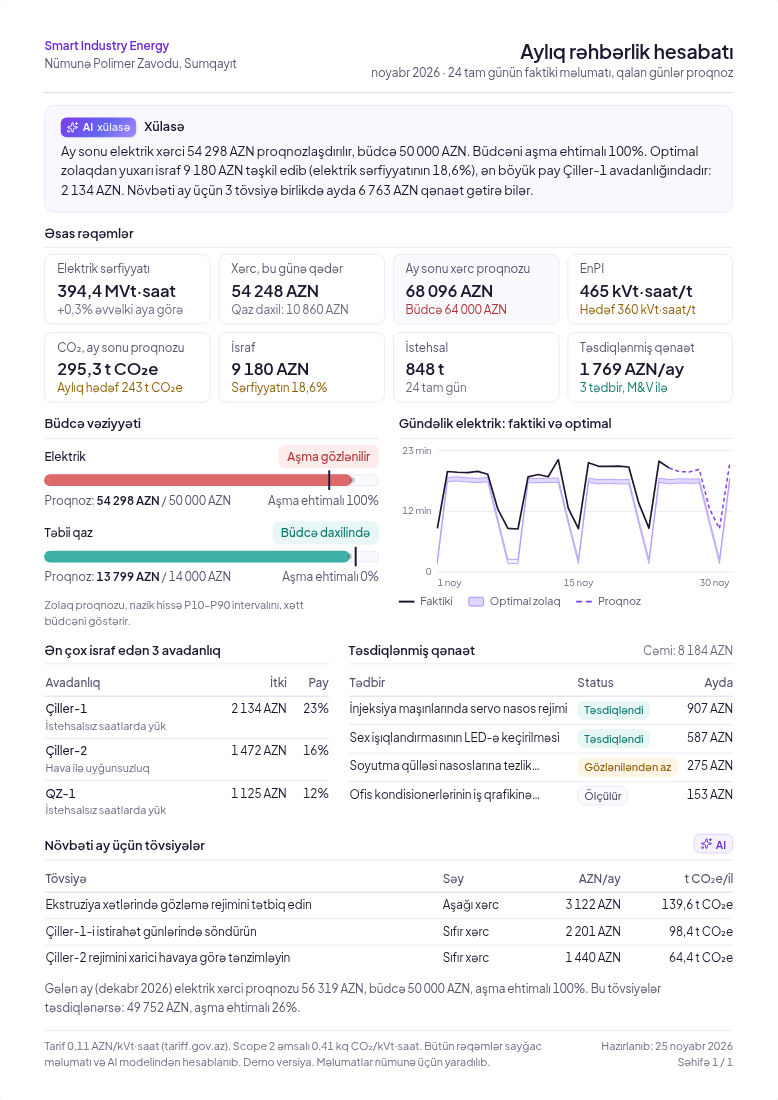 Smart Industry Energy
Nümunə Polimer Zavodu, Sumqayıt
Aylıq rəhbərlik hesabatı
noyabr 2026 · 24 tam günün faktiki məlumatı, qalan günlər proqnoz
AI xülasə Xülasə
Ay sonu elektrik xərci 54 298 AZN proqnozlaşdırılır, büdcə 50 000 AZN. Büdcəni aşma ehtimalı 100%. Optimal
zolaqdan yuxarı israf 9 180 AZN təşkil edib (elektrik sərfiyyatının 18,6%), ən böyük pay Çiller-1 avadanlığındadır:
2 134 AZN. Növbəti ay üçün 3 tövsiyə birlikdə ayda 6 763 AZN qənaət gətirə bilər.
Əsas rəqəmlər
Elektrik sərfiyyatı
394,4 MVt·saat
+0,3% əvvəlki aya görə
Xərc, bu günə qədər
54 248 AZN
Qaz daxil: 10 860 AZN
Ay sonu xərc proqnozu
68 096 AZN
Büdcə 64 000 AZN
EnPI
465 kVt·saat/t
Hədəf 360 kVt·saat/t
CO₂, ay sonu proqnozu
295,3 t CO₂e
Aylıq hədəf 243 t CO₂e
İsraf
9 180 AZN
Sərfiyyatın 18,6%
İstehsal
848 t
24 tam gün
Təsdiqlənmiş qənaət
1 769 AZN/ay
3 tədbir, M&V ilə
Büdcə vəziyyəti
Elektrik Aşma gözlənilir
Proqnoz: 54 298 AZN / 50 000 AZN Aşma ehtimalı 100%
Təbii qaz Büdcə daxilində
Proqnoz: 13 799 AZN / 14 000 AZN Aşma ehtimalı 0%
Zolaq proqnozu, nazik hissə P10–P90 intervalını, xətt
büdcəni göstərir.
Gündəlik elektrik: faktiki və optimal
23 min
12 min
0
1 noy 15 noy 30 noy
Faktiki Optimal zolaq Proqnoz
Ən çox israf edən 3 avadanlıq
Avadanlıq İtki Pay
Çiller-1 2 134 AZN 23%
İstehsalsız saatlarda yük
Çiller-2 1 472 AZN 16%
Hava ilə uyğunsuzluq
QZ-1 1 125 AZN 12%
İstehsalsız saatlarda yük
Təsdiqlənmiş qənaət Cəmi: 8 184 AZN
Tədbir Status Ayda
İnjeksiya maşınlarında servo nasos rejimi Təsdiqləndi 907 AZN
Sex işıqlandırmasının LED-ə keçirilməsi Təsdiqləndi 587 AZN
Soyutma qülləsi nasoslarına tezlik… Gözləniləndən az 275 AZN
Ofis kondisionerlərinin iş qrafikinə… Ölçülür 153 AZN
Növbəti ay üçün tövsiyələr AI
Tövsiyə Səy AZN/ay t CO₂e/il
Ekstruziya xətlərində gözləmə rejimini tətbiq edin Aşağı xərc 3 122 AZN 139,6 t CO₂e
Çiller-1-i istirahət günlərində söndürün Sıfır xərc 2 201 AZN 98,4 t CO₂e
Çiller-2 rejimini xarici havaya görə tənzimləyin Sıfır xərc 1 440 AZN 64,4 t CO₂e
Gələn ay (dekabr 2026) elektrik xərci proqnozu 56 319 AZN, büdcə 50 000 AZN, aşma ehtimalı 100%. Bu tövsiyələr
təsdiqlənərsə: 49 752 AZN, aşma ehtimalı 26%.
Tarif 0,11 AZN/kVt·saat (tariff.gov.az), Scope 2 əmsalı 0,41 kq CO₂/kVt·saat. Bütün rəqəmlər sayğac
məlumatı və AI modelindən hesablanıb. Demo versiya. Məlumatlar nümunə üçün yaradılıb.
Hazırlanıb: 25 noyabr 2026
Səhifə 1 / 1